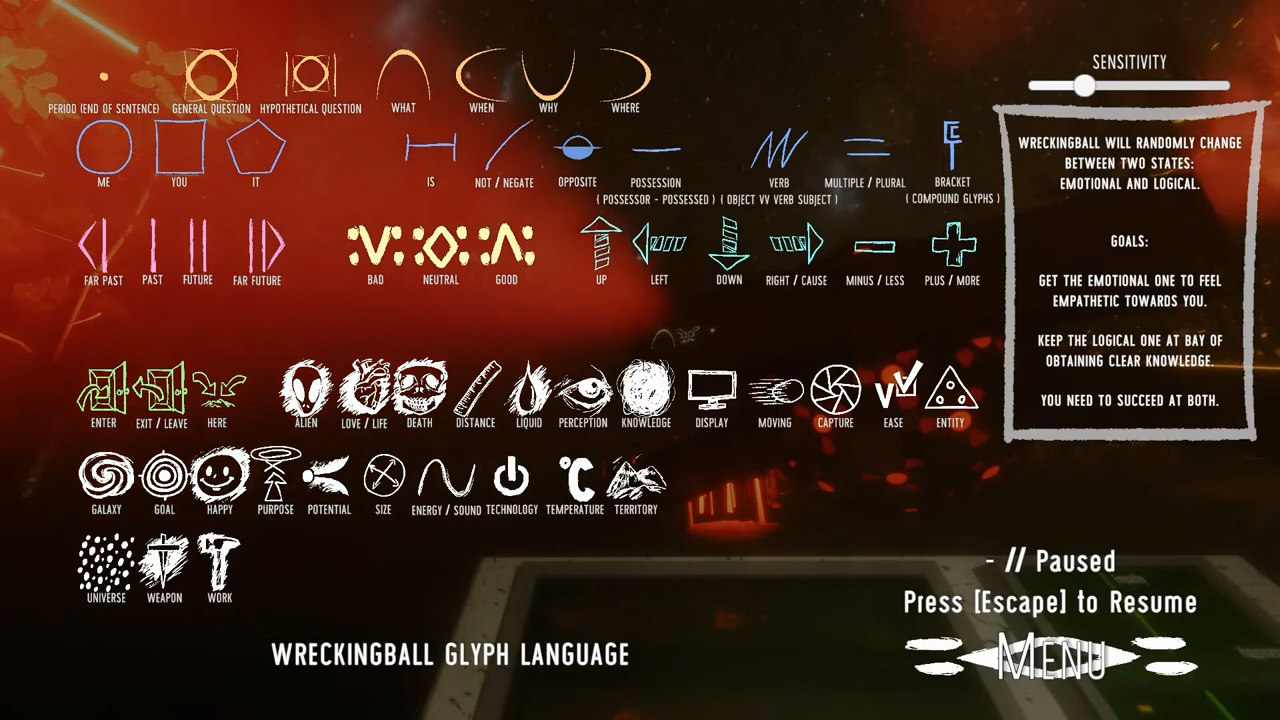 SENSITIVITY
PERIOD (END OF SENTENCE) GENERAL QUESTION HYPOTHETICAL QUESTION WHAT WHEN WHY WHERE
ME YOU IT IS NOT / NEGATE OPPOSITE POSSESSION VERB MULTIPLE / PLURAL BRACKET
( POSSESSOR - POSSESSED ) ( OBJECT VV VERB SUBJECT ) ( COMPOUND GLYPHS )
FAR PAST PAST FUTURE FAR FUTURE BAD NEUTRAL GOOD UP LEFT DOWN RIGHT / CAUSE MINUS / LESS PLUS / MORE
ENTER EXIT / LEAVE HERE ALIEN LOVE / LIFE DEATH DISTANCE LIQUID PERCEPTION KNOWLEDGE DISPLAY MOVING CAPTURE EASE ENTITY
°C
GALAXY GOAL HAPPY PURPOSE POTENTIAL SIZE ENERGY / SOUND TECHNOLOGY TEMPERATURE TERRITORY
UNIVERSE WEAPON WORK
WRECKINGBALL GLYPH LANGUAGE
WRECKINGBALL WILL RANDOMLY CHANGE
BETWEEN TWO STATES:
EMOTIONAL AND LOGICAL.
GOALS:
GET THE EMOTIONAL ONE TO FEEL
EMPATHETIC TOWARDS YOU.
KEEP THE LOGICAL ONE AT BAY OF
OBTAINING CLEAR KNOWLEDGE.
YOU NEED TO SUCCEED AT BOTH.
- // Paused
Press [Escape] to Resume
MENU